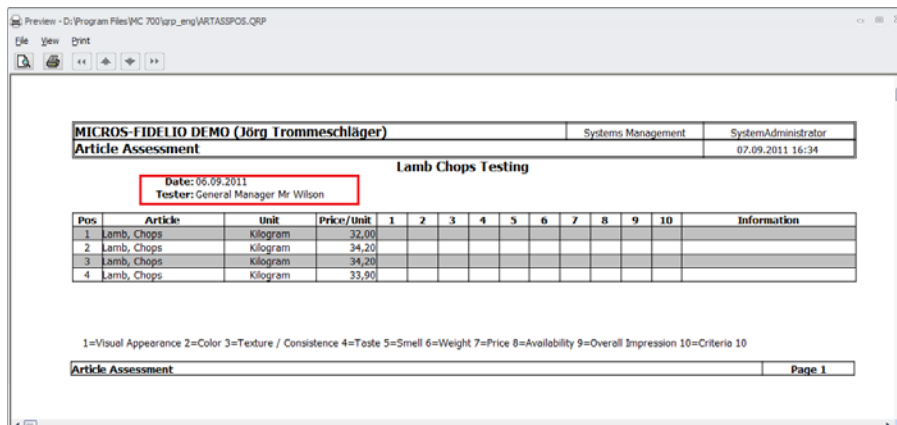 Preview - D:\Program Files\MC 700\qrp_eng\ARTASSPOS.QRP
File View Print
MICROS-FIDELIO DEMO (Jörg Trommeschläger) Systems Management SystemAdministrator
Article Assessment 07.09.2011 16:34
Lamb Chops Testing
Date: 06.09.2011
Tester: General Manager Mr Wilson
Pos Article Unit Price/Unit 1 2 3 4 5 6 7 8 9 10 Information
1 Lamb, Chops Kilogram 32,00
2 Lamb, Chops Kilogram 34,20
3 Lamb, Chops Kilogram 34,20
4 Lamb, Chops Kilogram 33,90
1=Visual Appearance 2=Color 3=Texture / Consistence 4=Taste 5=Smell 6=Weight 7=Price 8=Availability 9=Overall Impression 10=Criteria 10
Article Assessment Page 1